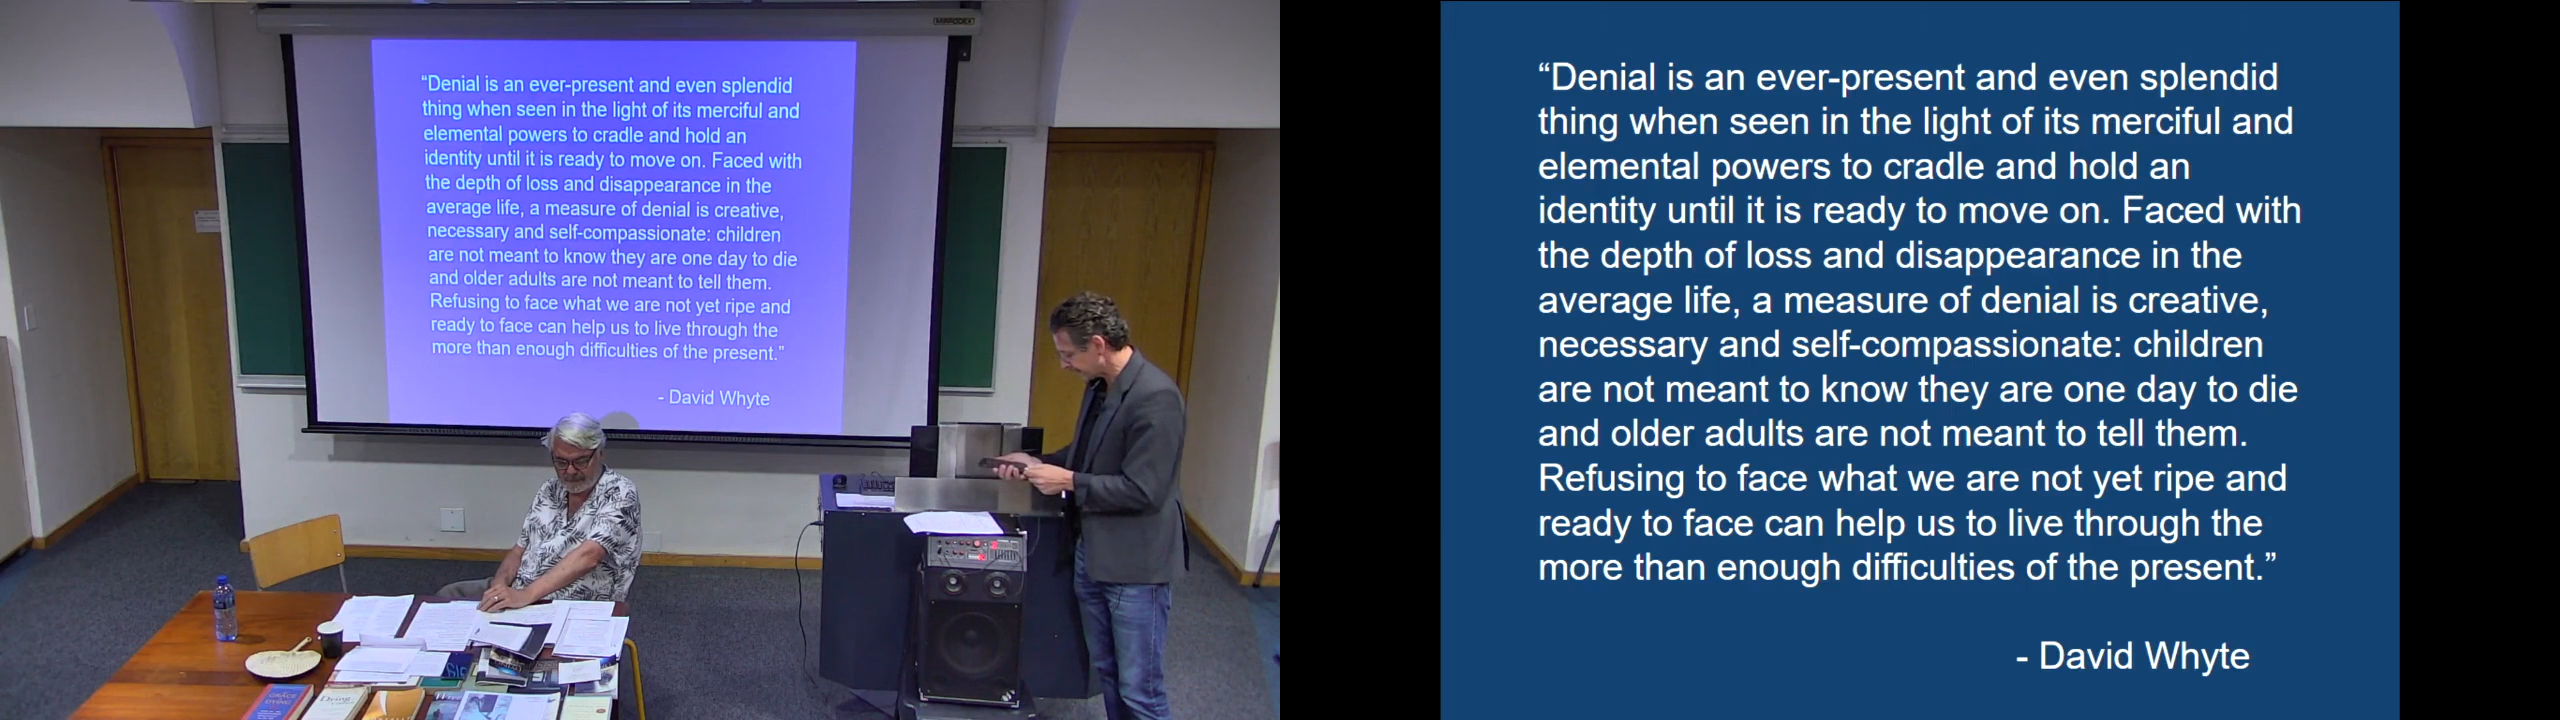 MIRRODEX
“Denial is an ever-present and even splendid
thing when seen in the light of its merciful and
elemental powers to cradle and hold an
identity until it is ready to move on. Faced with
the depth of loss and disappearance in the
average life, a measure of denial is creative,
necessary and self-compassionate: children
are not meant to know they are one day to die
and older adults are not meant to tell them.
Refusing to face what we are not yet ripe and
ready to face can help us to live through the
more than enough difficulties of the present.”
- David Whyte
GRACE
DYING
Dying
“Denial is an ever-present and even splendid
thing when seen in the light of its merciful and
elemental powers to cradle and hold an
identity until it is ready to move on. Faced with
the depth of loss and disappearance in the
average life, a measure of denial is creative,
necessary and self-compassionate: children
are not meant to know they are one day to die
and older adults are not meant to tell them.
Refusing to face what we are not yet ripe and
ready to face can help us to live through the
more than enough difficulties of the present.”
- David Whyte